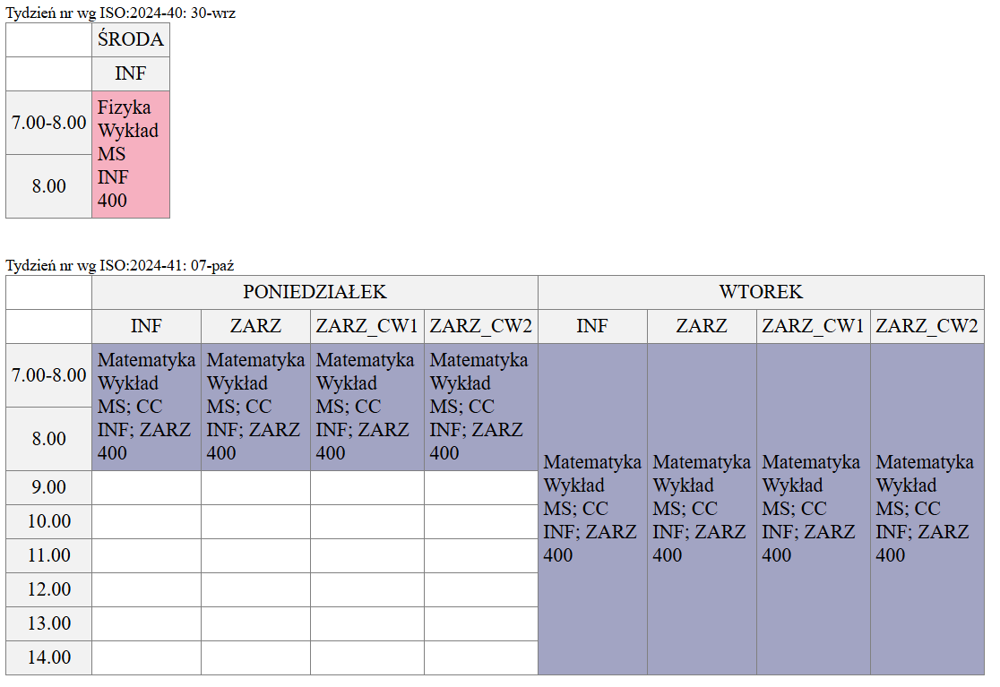 Tydzień nr wg ISO:2024-40: 30-wrz
ŚRODA
INF
7.00-8.00
Fizyka
Wykład
MS
INF
400
8.00
Tydzień nr wg ISO:2024-41: 07-paź
PONIEDZIAŁEK WTOREK
INF ZARZ ZARZ_CW1 ZARZ_CW2 INF ZARZ ZARZ_CW1 ZARZ_CW2
7.00-8.00
Matematyka Matematyka Matematyka Matematyka
Wykład Wykład Wykład Wykład
MS; CC MS; CC MS; CC MS; CC
INF; ZARZ INF; ZARZ INF; ZARZ INF; ZARZ
400 400 400 400
8.00
Matematyka Matematyka Matematyka Matematyka
Wykład Wykład Wykład Wykład
MS; CC MS; CC MS; CC MS; CC
INF; ZARZ INF; ZARZ INF; ZARZ INF; ZARZ
400 400 400 400
9.00
10.00
11.00
12.00
13.00
14.00